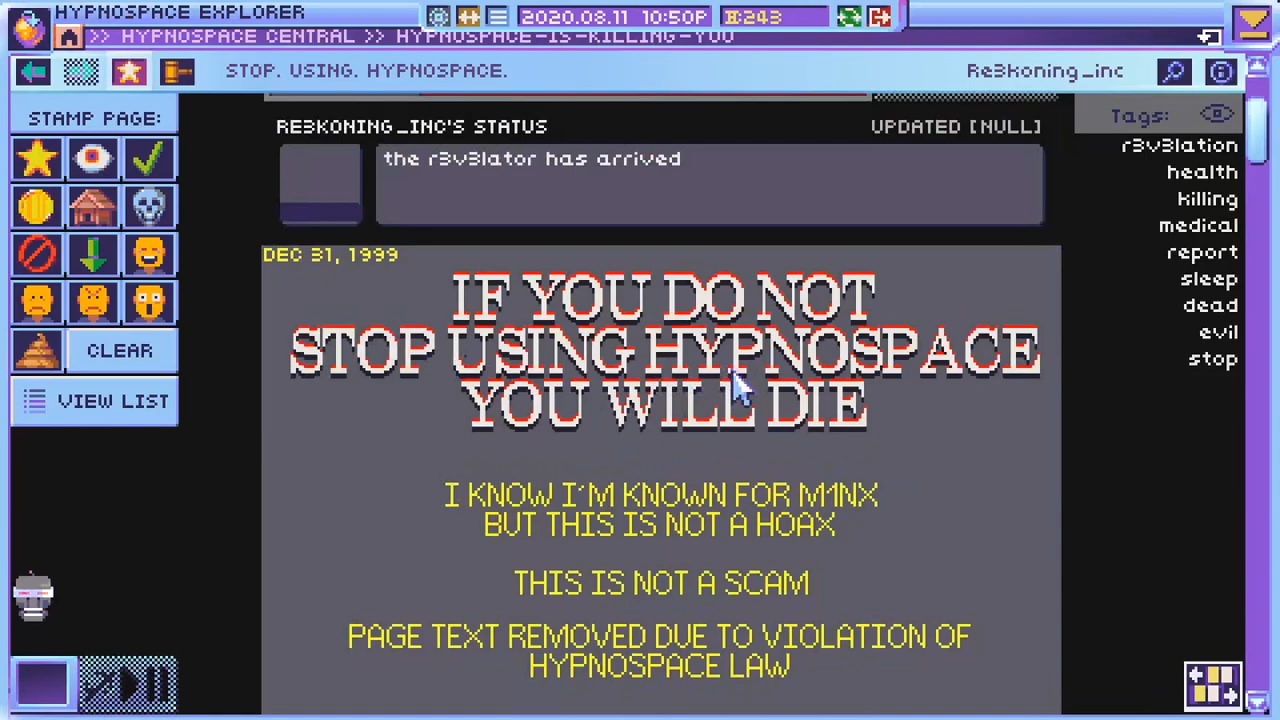 HYPNOSPACE EXPLORER
2020.08.11 10:50P
243
>> HYPNOSPACE CENTRAL >> HYPNOSPACE-IS-KILLING-YOU
STOP. USING. HYPNOSPACE.
Re3koning_inc
STAMP PAGE:
CLEAR
VIEW LIST
RE3KONING_INC'S STATUS
UPDATED [NULL]
the r3v3lator has arrived
DEC 31, 1999
IF YOU DO NOT
STOP USING HYPNOSPACE
YOU WILL DIE
I KNOW I'M KNOWN FOR M1NX
BUT THIS IS NOT A HOAX
THIS IS NOT A SCAM
PAGE TEXT REMOVED DUE TO VIOLATION OF
HYPNOSPACE LAW
Tags:
r3v3lation
health
killing
medical
report
sleep
dead
evil
stop